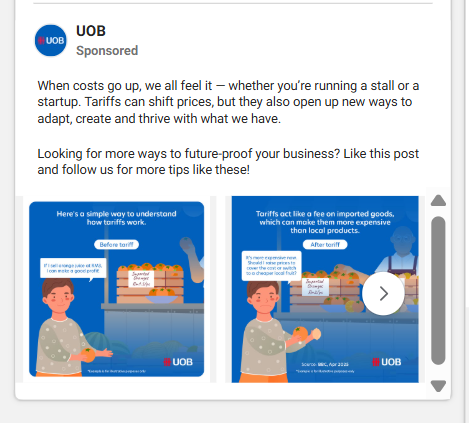 UOB
UOB
Sponsored
When costs go up, we all feel it — whether you're running a stall or a
startup. Tariffs can shift prices, but they also open up new ways to
adapt, create and thrive with what we have.
Looking for more ways to future-proof your business? Like this post
and follow us for more tips like these!
Here's a simple way to understand
how tariffs work.
Before tariff
If I set orange price at RM3,
I can make a good profit!
Imported
Oranges
UOB
*Example is for illustrative purposes only.
Tariffs act like a fee on imported goods,
which can make them more expensive
than local products.
After tariff
It's more expensive now.
Should I raise prices to
cover the cost or switch
to a cheaper local fruit?
Imported
Oranges
Source: BBC, Apr 2025
UOB
*Example is for illustrative purposes only.